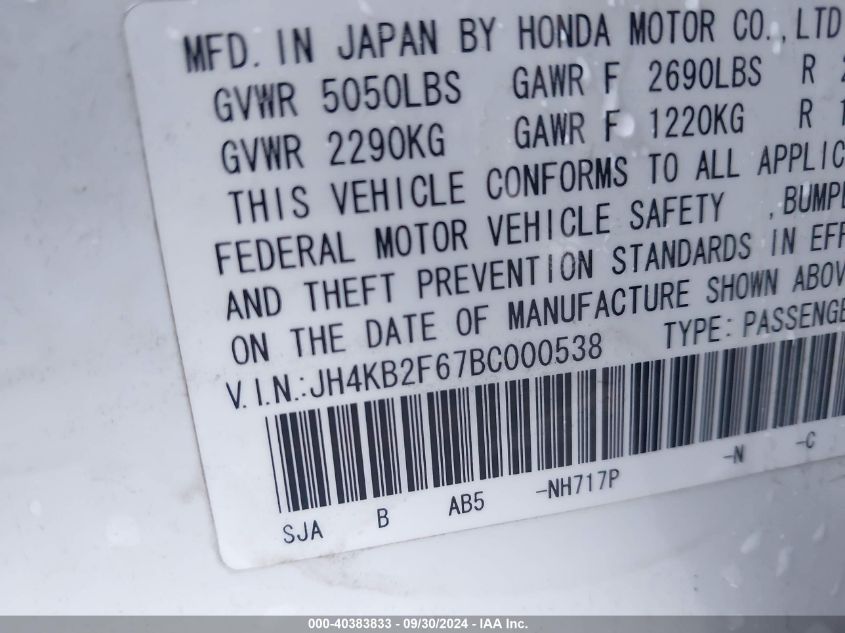 MFD. IN JAPAN BY HONDA MOTOR CO., LTD
GVWR 5050LBS GAWR F 2690LBS R
GVWR 2290KG GAWR F 1220KG R
THIS VEHICLE CONFORMS TO ALL APPLIC
FEDERAL MOTOR VEHICLE SAFETY , BUMPE
AND THEFT PREVENTION STANDARDS IN EFF
ON THE DATE OF MANUFACTURE SHOWN ABOV
V.I.N.:JH4KB2F67BC000538 TYPE: PASSENGE
SJA B AB5 -NH717P -N -C
000-40383833 - 09/30/2024 - IAA Inc.